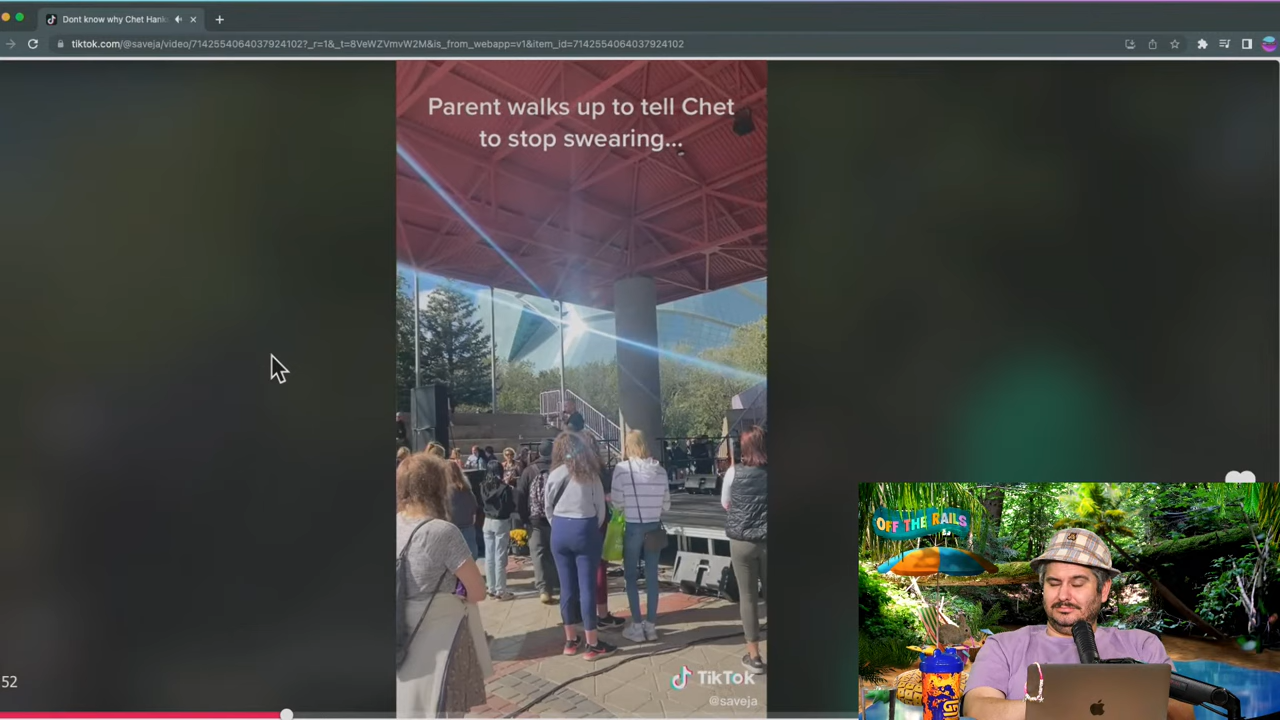 Dont know why Chet Hanks
tiktok.com/@saveja/video/7142554064037924102?_r=1&_t=8VeWZVmvW2M&is_from_webapp=v1&item_id=7142554064037924102
Parent walks up to tell Chet
to stop swearing...
OFF THE RAILS
52
TikTok
@saveja